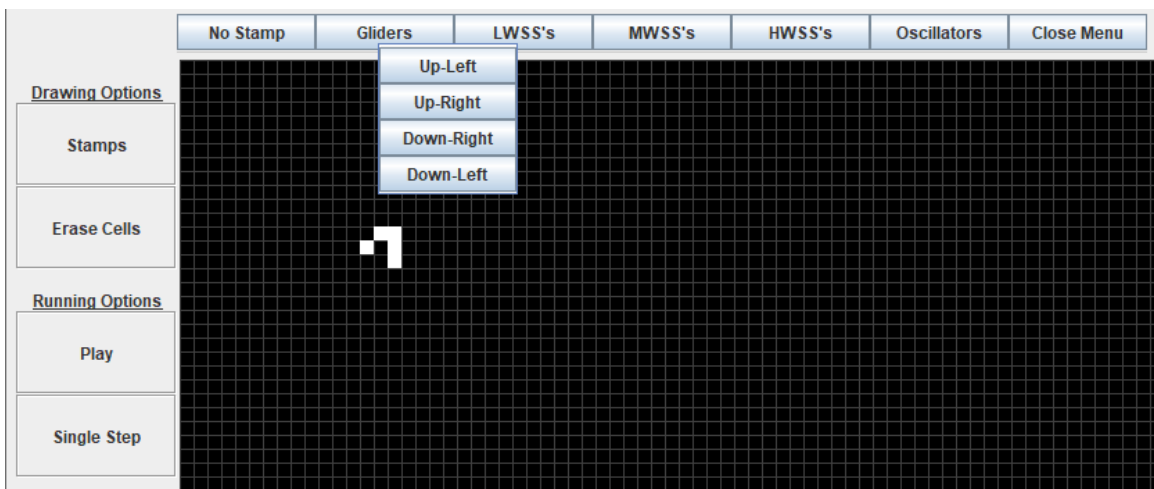 No Stamp Gliders LWSS's MWSS's HWSS's Oscillators Close Menu
Up-Left
Up-Right
Down-Right
Down-Left
Drawing Options
Stamps
Erase Cells
Running Options
Play
Single Step